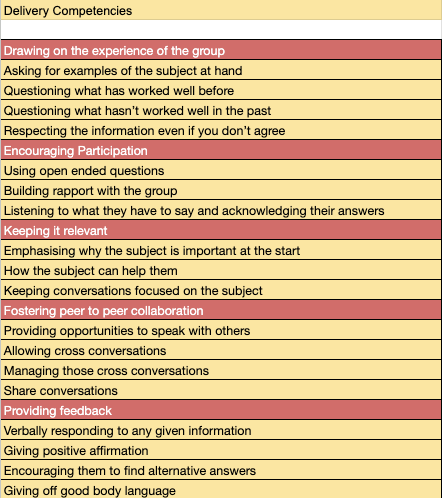 Delivery Competencies
Drawing on the experience of the group
Asking for examples of the subject at hand
Questioning what has worked well before
Questioning what hasn't worked well in the past
Respecting the information even if you don't agree
Encouraging Participation
Using open ended questions
Building rapport with the group
Listening to what they have to say and acknowledging their answers
Keeping it relevant
Emphasising why the subject is important at the start
How the subject can help them
Keeping conversations focused on the subject
Fostering peer to peer collaboration
Providing opportunities to speak with others
Allowing cross conversations
Managing those cross conversations
Share conversations
Providing feedback
Verbally responding to any given information
Giving positive affirmation
Encouraging them to find alternative answers
Giving off good body language